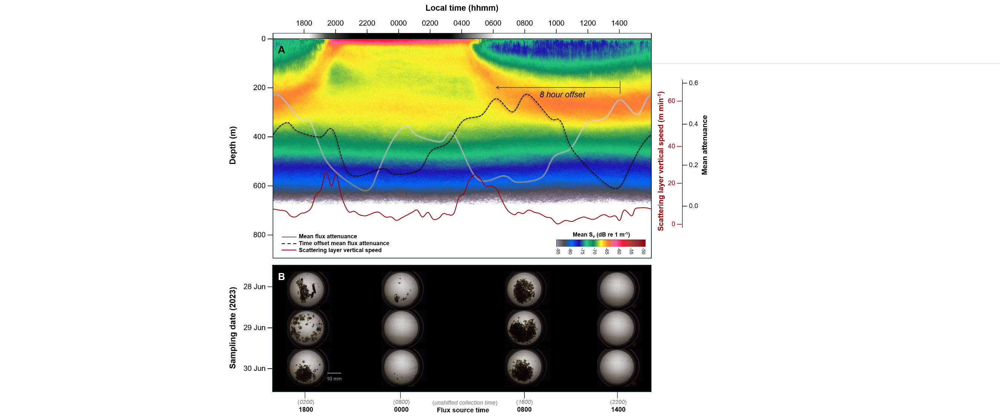 Local time (hhmm)
1800 2000 2200 0000 0200 0400 0600 0800 1000 1200 1400
A
0
200
400
600
800
Depth (m)
8 hour offset
Scattering layer vertical speed (m min-1)
60
40
20
0
0.6
0.4
0.2
0.0
Mean attenuance
Mean flux attenuance
Time offset mean flux attenuance
Scattering layer vertical speed
Mean Sv (dB re 1 m-1)
-85 -80 -75 -70 -65 -60 -55 -50
B
Sampling date (2023)
28 Jun
29 Jun
30 Jun
10 mm
(0200) (0800) (unshifted collection time) (1600) (2200)
1800 0000 Flux source time 0800 1400